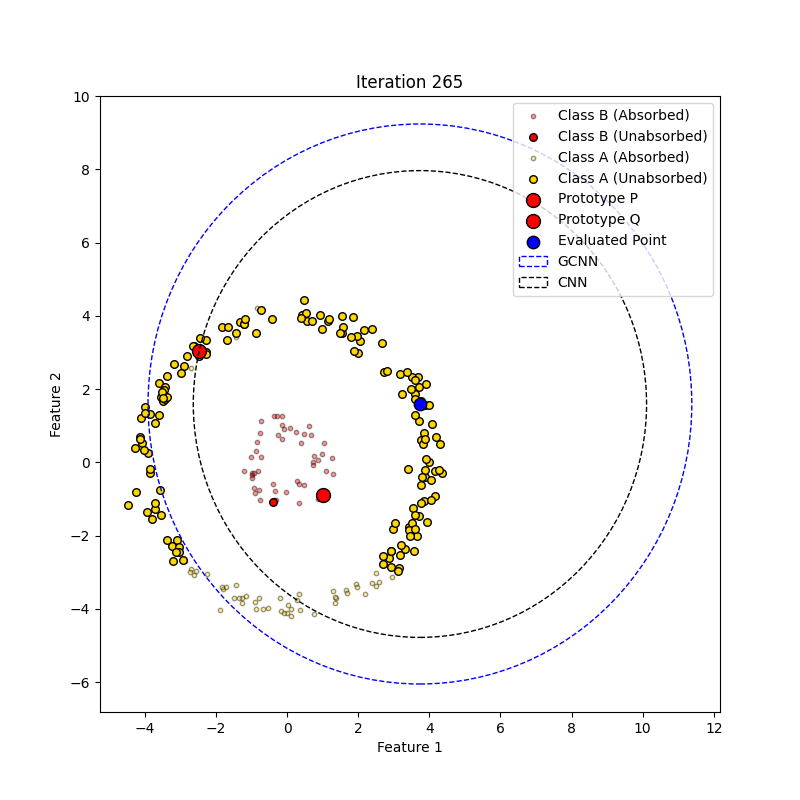 Iteration 265
Class B (Absorbed)
Class B (Unabsorbed)
Class A (Absorbed)
Class A (Unabsorbed)
Prototype P
Prototype Q
Evaluated Point
GCNN
CNN
10
8
6
4
2
0
−2
−4
−6
Feature 2
−4 −2 0 2 4 6 8 10 12
Feature 1